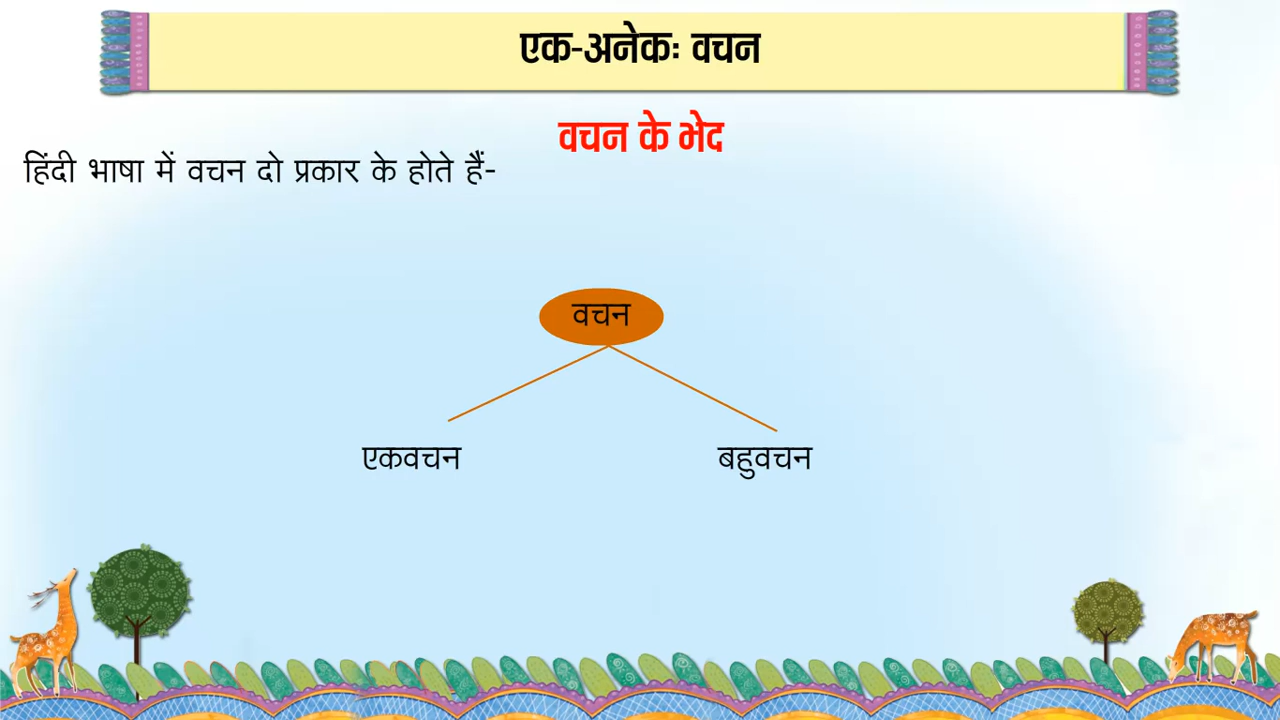 एक-अनेकः वचन
वचन के भेद
हिंदी भाषा में वचन दो प्रकार के होते हैं-
वचन
एकवचन
बहुवचन